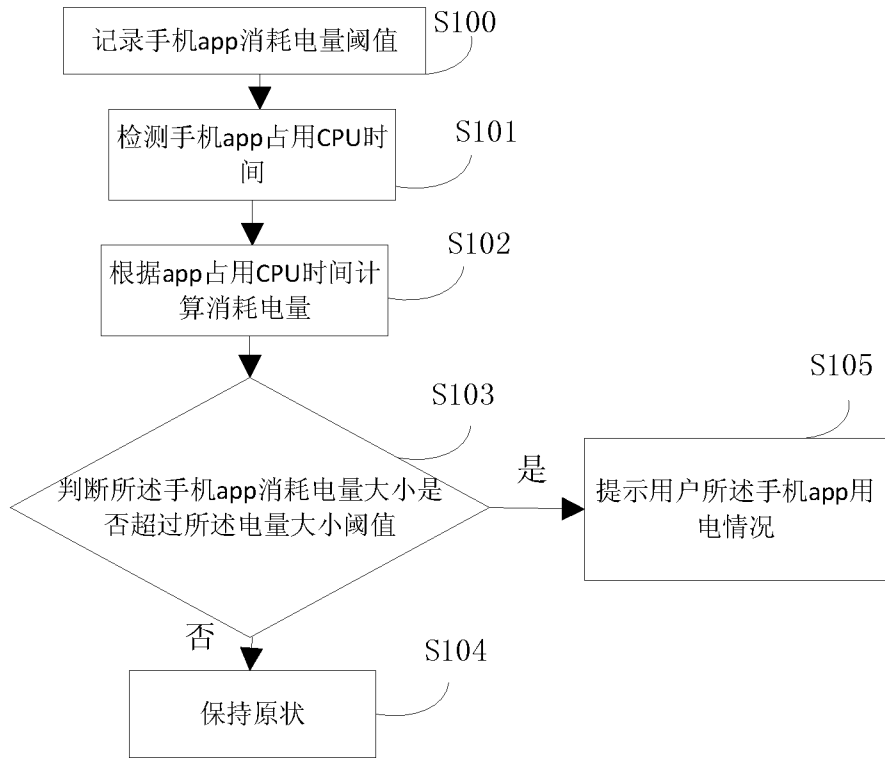 S100
记录手机app消耗电量阈值
S101
检测手机app占用CPU时
间
S102
根据app占用CPU时间计
算消耗电量
S103
判断所述手机app消耗电量大小是
否超过所述电量大小阈值
是
S105
提示用户所述手机app用
电情况
否
S104
保持原状